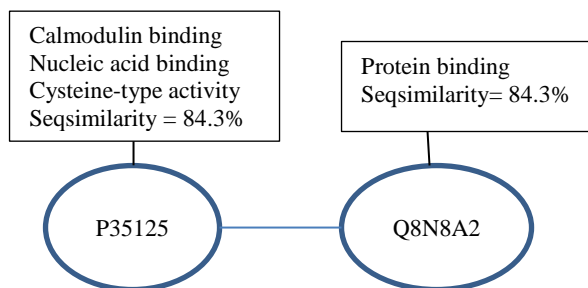 Calmodulin binding
Nucleic acid binding
Cysteine-type activity
Seqsimilarity = 84.3%
Protein binding
Seqsimilarity= 84.3%
P35125
Q8N8A2